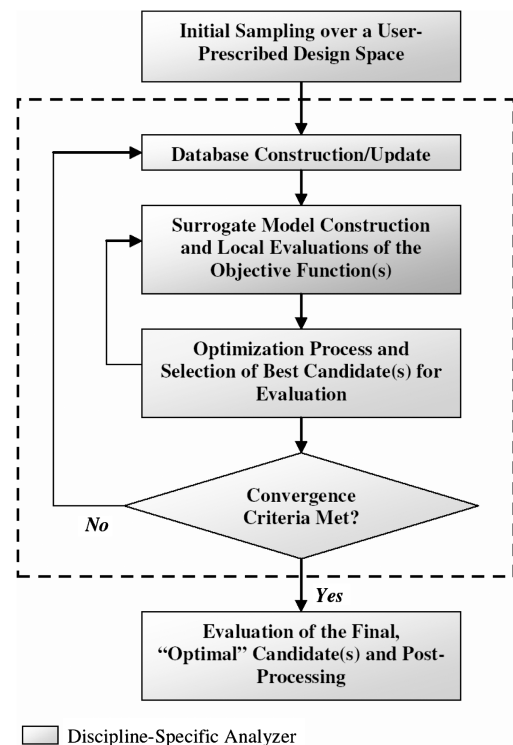 Initial Sampling over a User-
Prescribed Design Space
Database Construction/Update
Surrogate Model Construction
and Local Evaluations of the
Objective Function(s)
Optimization Process and
Selection of Best Candidate(s) for
Evaluation
Convergence
Criteria Met?
No
Yes
Evaluation of the Final,
“Optimal” Candidate(s) and Post-
Processing
Discipline-Specific Analyzer